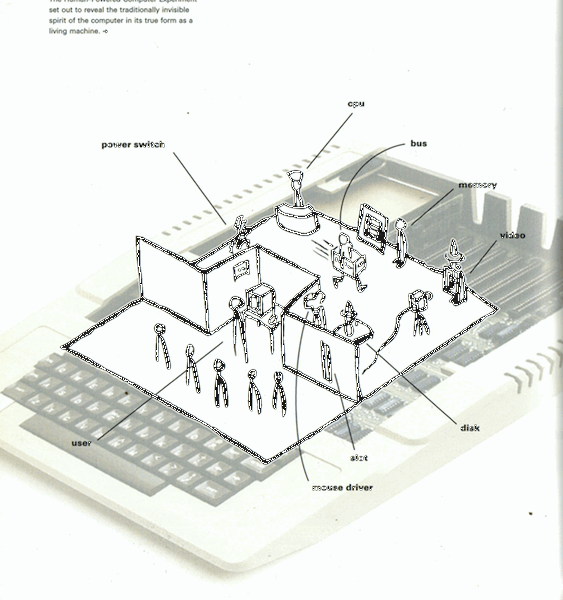 The Human Powered Computer Experiment
set out to reveal the traditionally invisible
spirit of the computer in its true form as a
living machine.
cpu
power switch
bus
memory
video
user
disk
slot
mouse driver